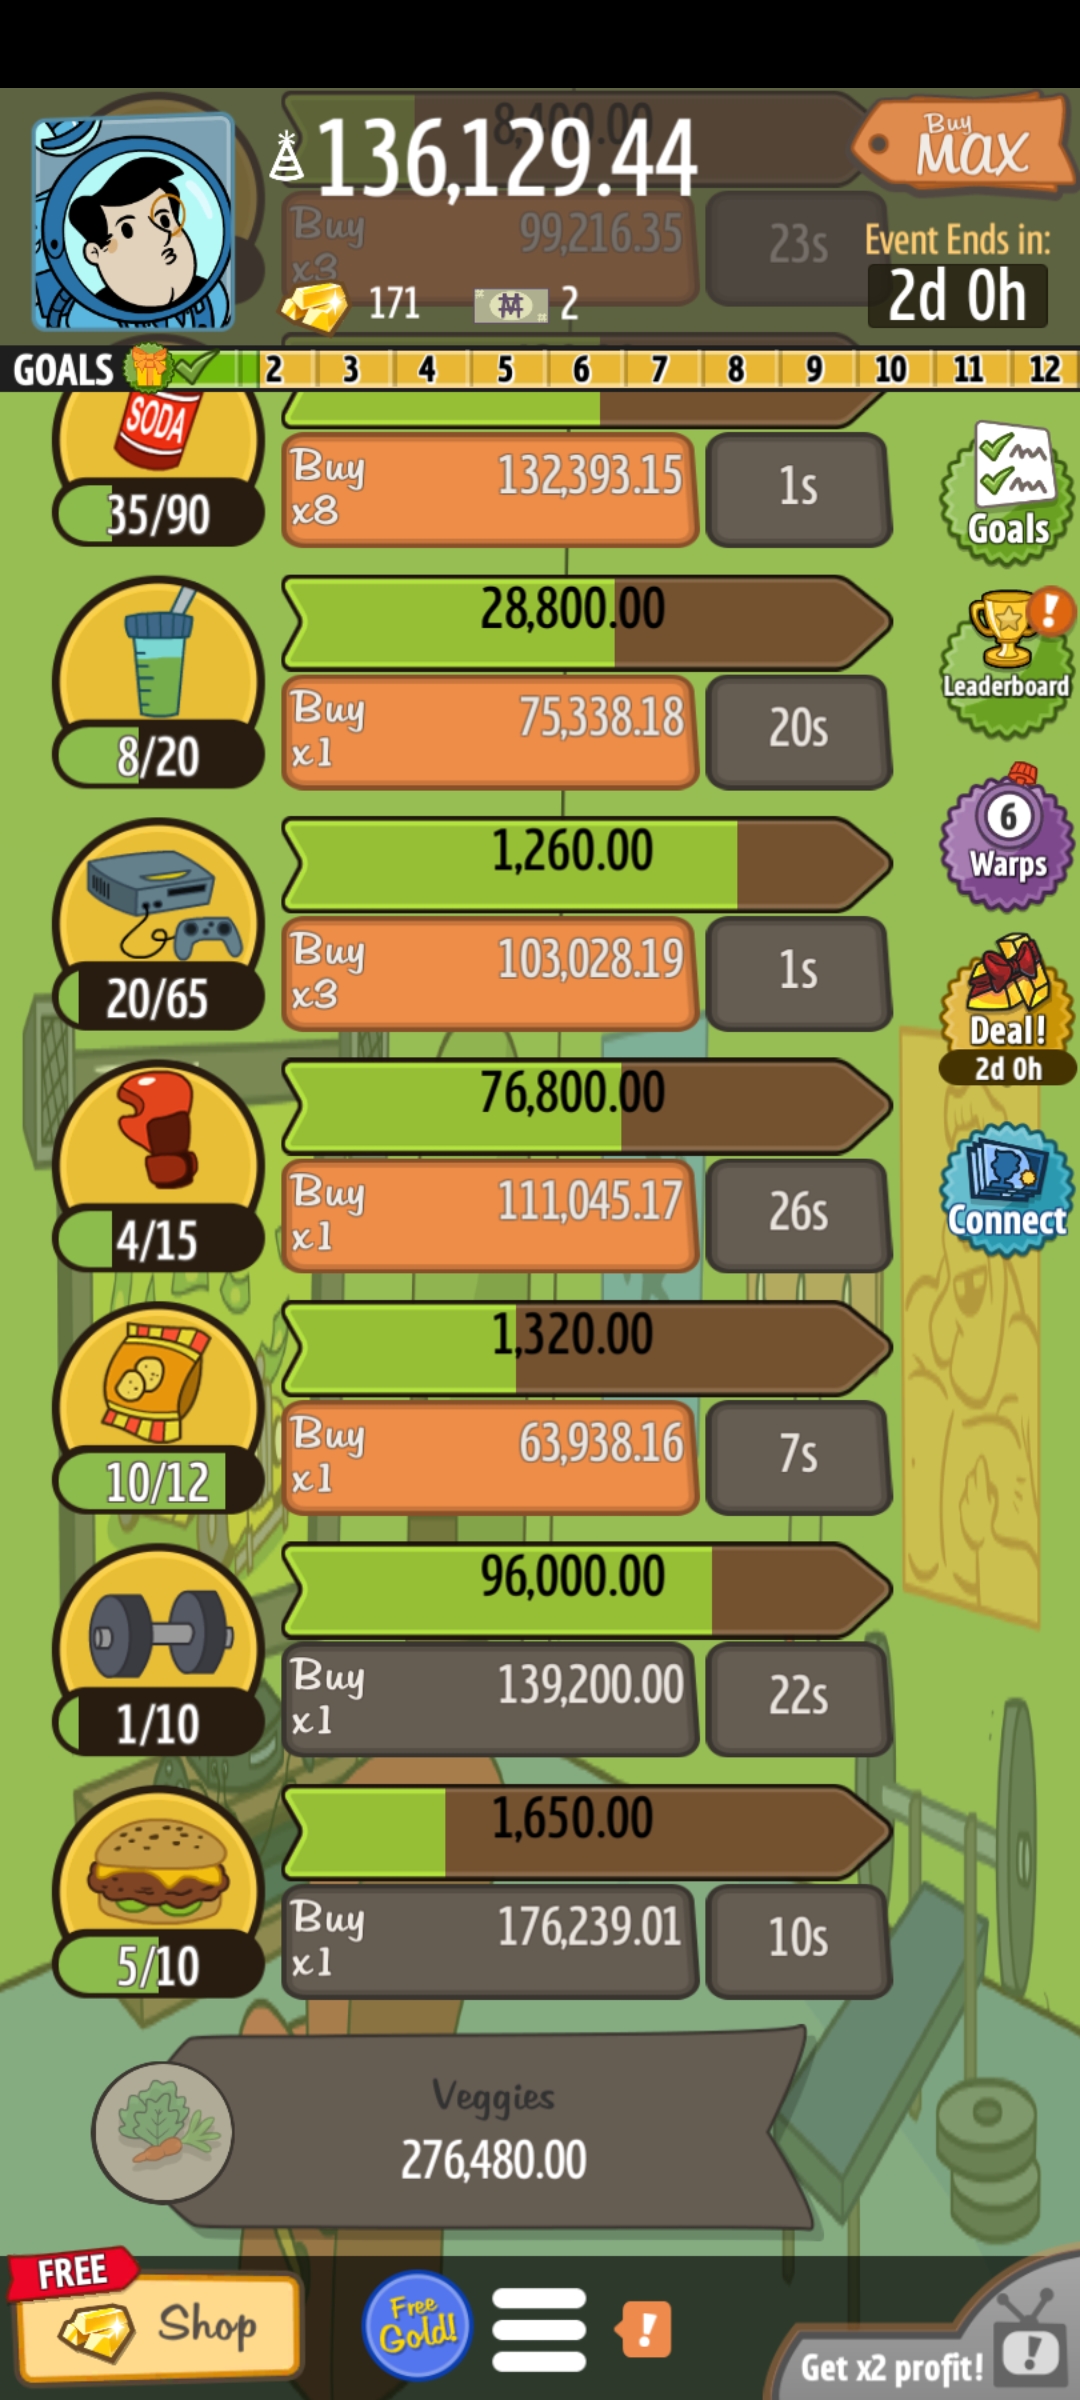 8,400.00
136,129.44
Buy
MAX
Buy
x3
99,216.35
23s
Event Ends in:
171
2
2d 0h
GOALS 2 3 4 5 6 7 8 9 10 11 12
SODA
35/90
Buy
x8
132,393.15
1s
Goals
28,800.00
8/20
Buy
x1
75,338.18
20s
!
Leaderboard
1,260.00
20/65
Buy
x3
103,028.19
1s
6
Warps
76,800.00
4/15
Buy
x1
111,045.17
26s
Deal!
2d 0h
Connect
1,320.00
10/12
Buy
x1
63,938.16
7s
96,000.00
1/10
Buy
x1
139,200.00
22s
1,650.00
5/10
Buy
x1
176,239.01
10s
Veggies
276,480.00
FREE
Shop
Free
Gold!
!
Get x2 profit!
!